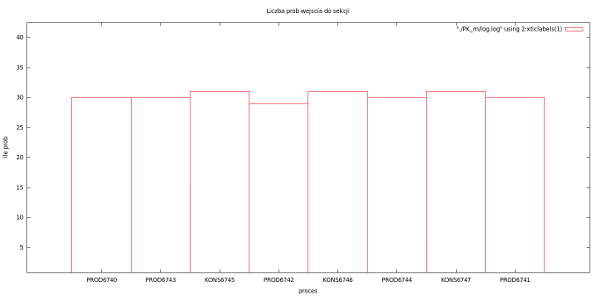 Liczba prob wejscia do sekcji
"./PK_m/log.log" using 2:xticlabels(1)
Ile prob
40
35
30
25
20
15
10
5
PROD6740 PROD6743 KONS6745 PROD6742 KONS6746 PROD6744 KONS6747 PROD6741
proces